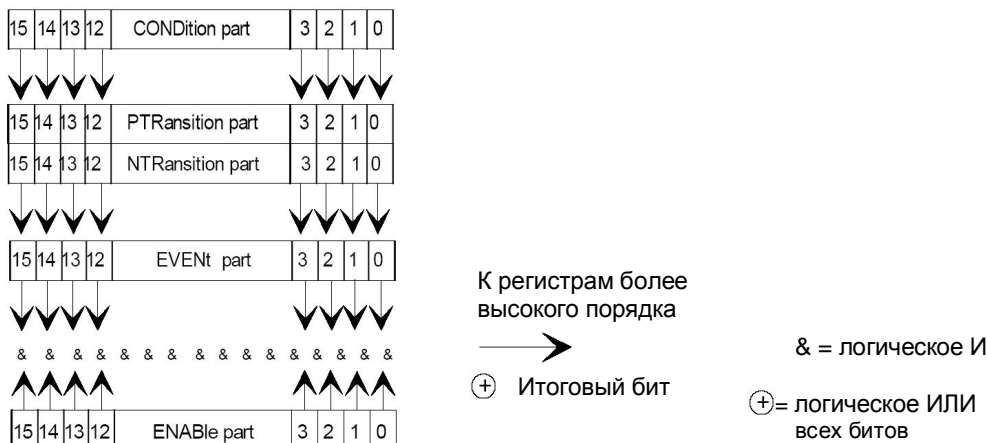 15 14 13 12 CONDition part 3 2 1 0
15 14 13 12 PTRansition part 3 2 1 0
15 14 13 12 NTRansition part 3 2 1 0
15 14 13 12 EVENt part 3 2 1 0
& & & & & & & & & & & & & & & &
15 14 13 12 ENABle part 3 2 1 0
К регистрам более
высокого порядка
+ Итоговый бит
& = логическое И
+ = логическое ИЛИ
всех битов